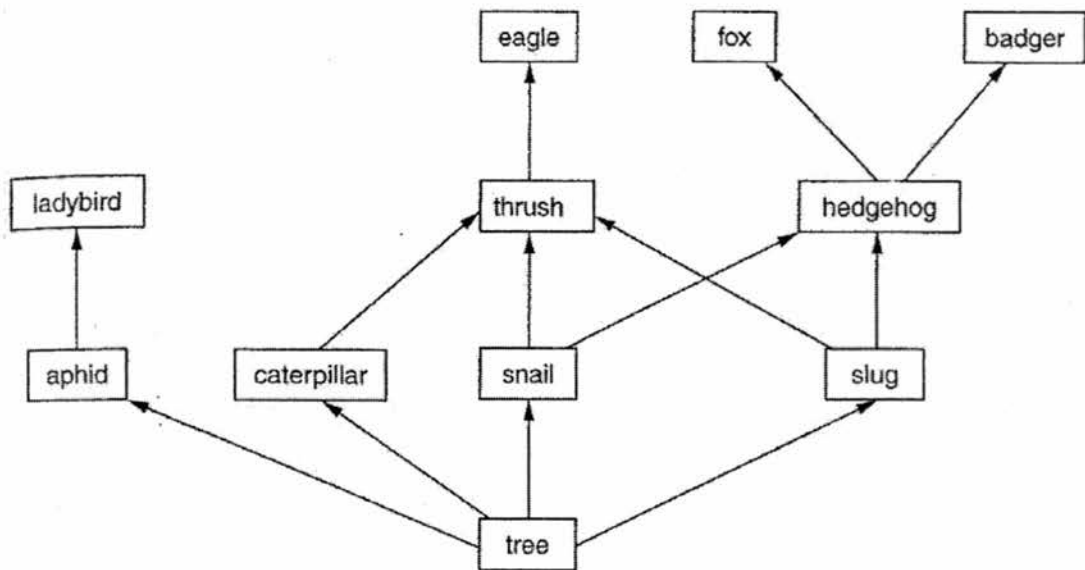 eagle
fox
badger
ladybird
thrush
hedgehog
aphid
caterpillar
snail
slug
tree